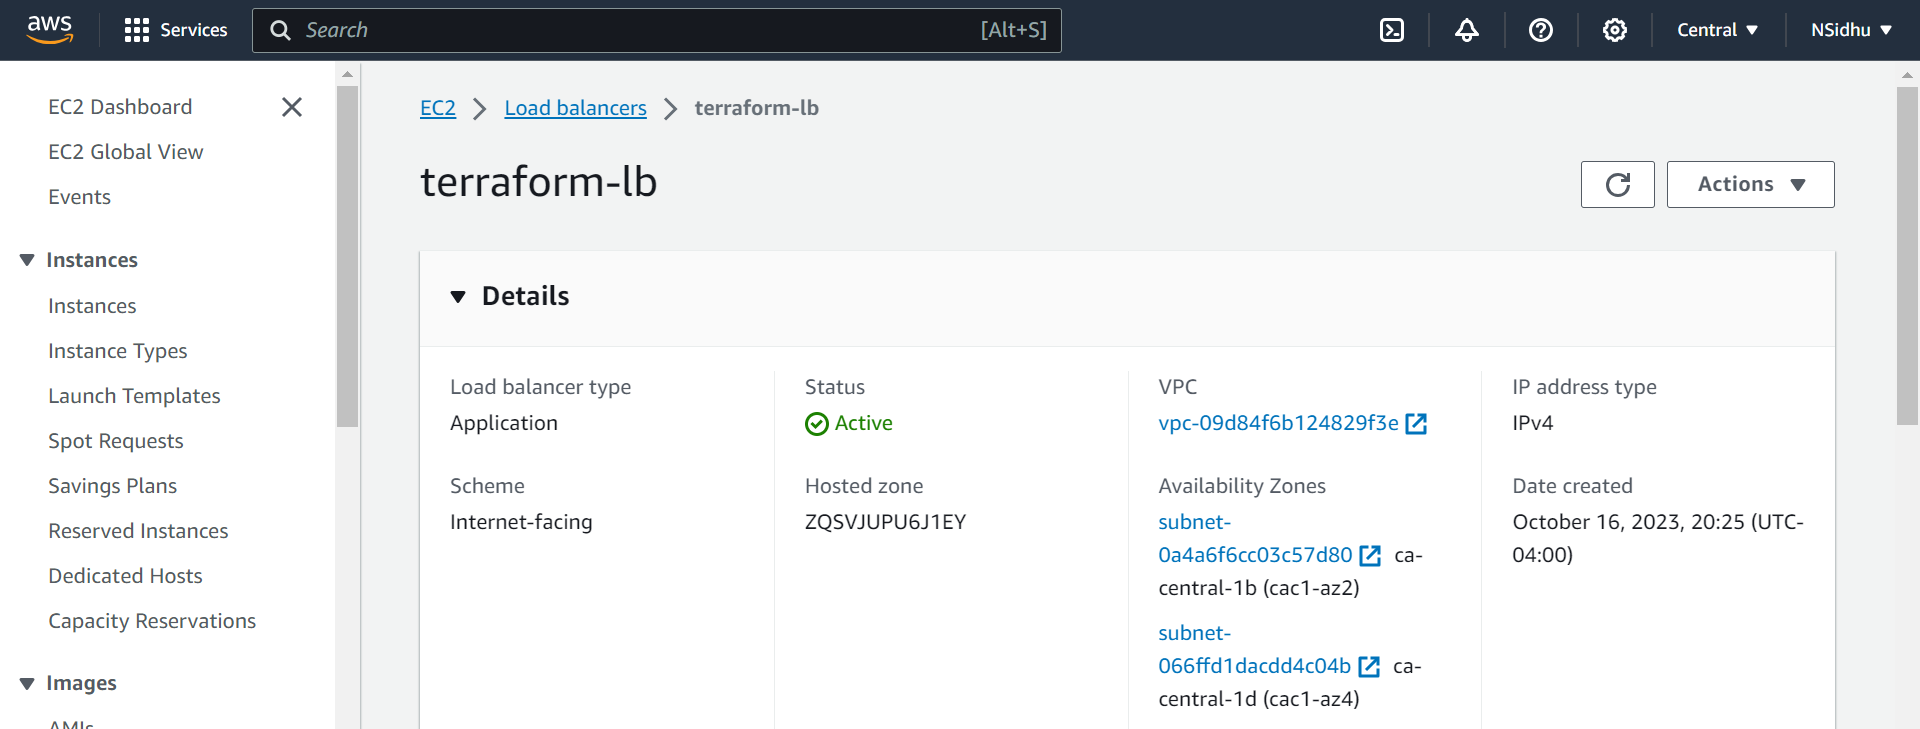 aws
Services
Search
[Alt+S]
Central
NSidhu
EC2 Dashboard
EC2 Global View
Events
Instances
Instances
Instance Types
Launch Templates
Spot Requests
Savings Plans
Reserved Instances
Dedicated Hosts
Capacity Reservations
Images
AMIs
EC2
Load balancers
terraform-lb
terraform-lb
Actions
Details
Load balancer type
Application
Status
Active
VPC
vpc-09d84f6b124829f3e
IP address type
IPv4
Scheme
Internet-facing
Hosted zone
ZQSVJUPU6J1EY
Availability Zones
subnet-
0a4a6f6cc03c57d80 ca-
central-1b (cac1-az2)
subnet-
066ffd1dacdd4c04b ca-
central-1d (cac1-az4)
Date created
October 16, 2023, 20:25 (UTC-
04:00)